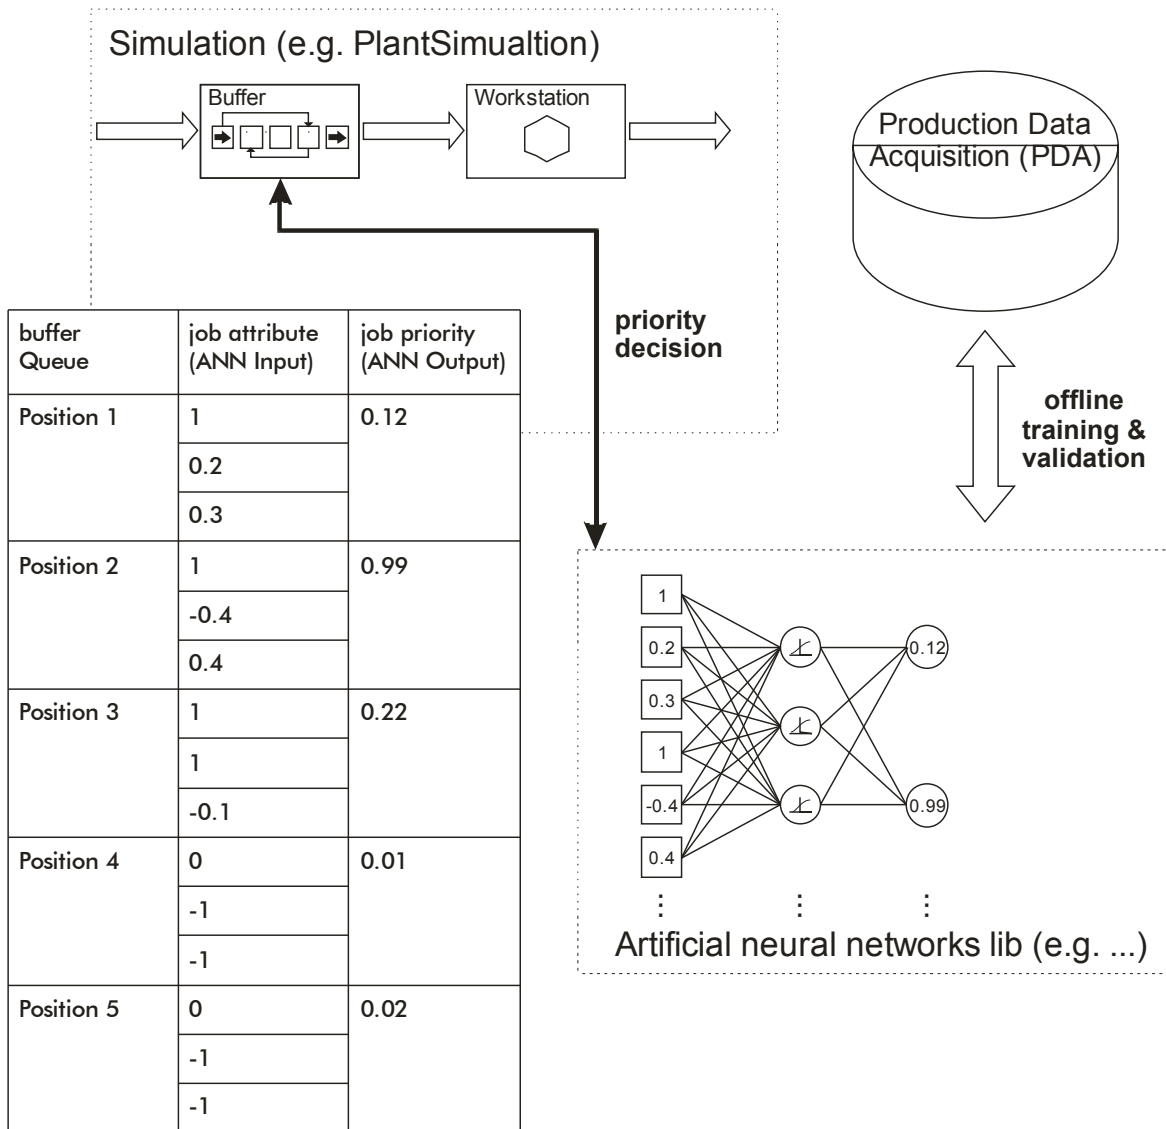 Simulation (e.g. PlantSimualtion)
Buffer
Workstation
Production Data
Acquisition (PDA)
priority
decision
offline
training &
validation
buffer
Queue
job attribute
(ANN Input)
job priority
(ANN Output)
Position 1
1
0.12
0.2
0.3
Position 2
1
0.99
-0.4
0.4
Position 3
1
0.22
1
-0.1
Position 4
0
0.01
-1
-1
Position 5
0
0.02
-1
-1
1
0.2
0.3
1
-0.4
0.4
0.12
0.99
⋮ ⋮ ⋮
Artificial neural networks lib (e.g. ...)